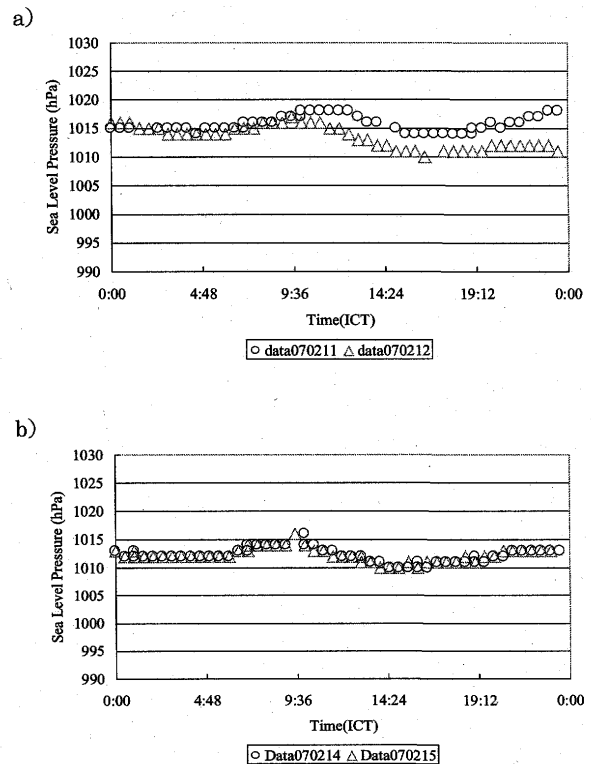 a)
1030
1025
1020
1015
1010
1005
1000
995
990
Sea Level Pressure (hPa)
0:00 4:48 9:36 14:24 19:12 0:00
Time(ICT)
data070211 data070212
b)
1030
1025
1020
1015
1010
1005
1000
995
990
Sea Level Pressure (hPa)
0:00 4:48 9:36 14:24 19:12 0:00
Time(ICT)
Data070214 Data070215